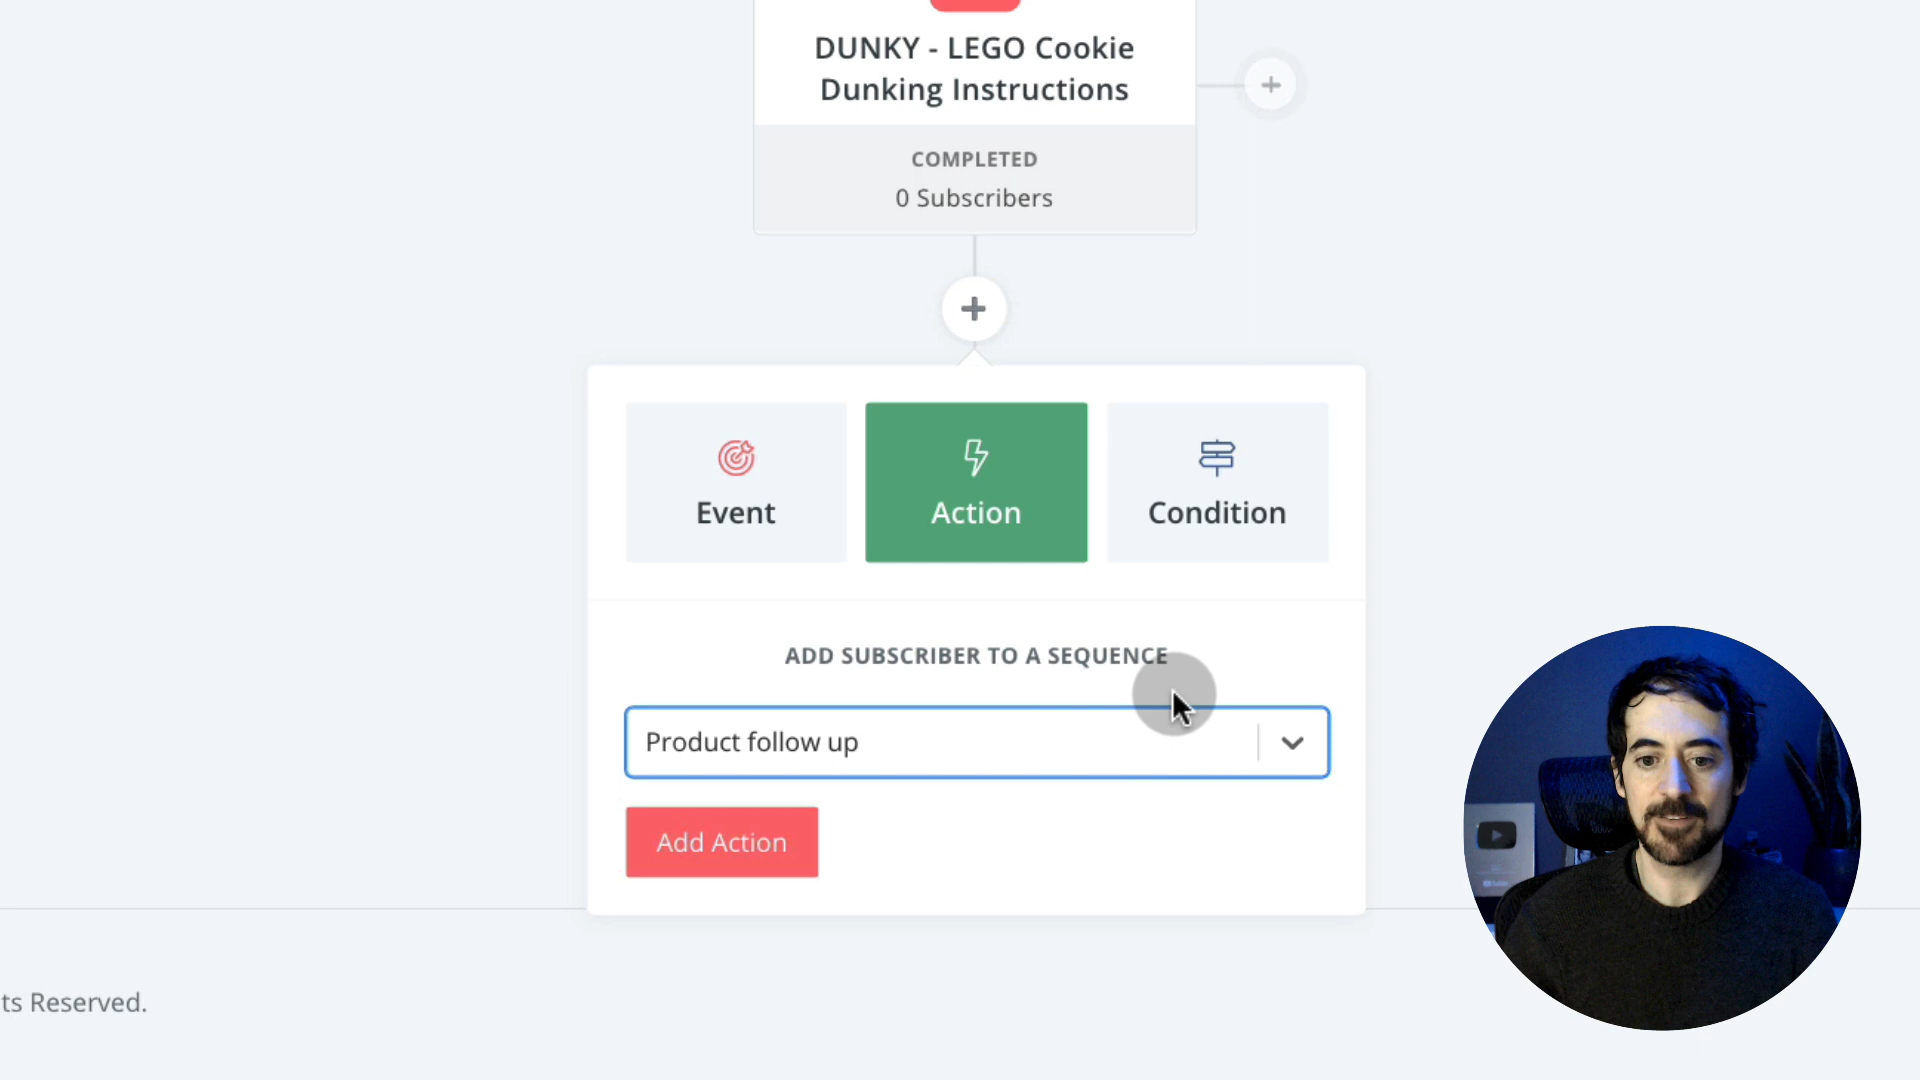 DUNKY - LEGO Cookie
Dunking Instructions
COMPLETED
0 Subscribers
Event
Action
Condition
ADD SUBSCRIBER TO A SEQUENCE
Product follow up
Add Action
ts Reserved.